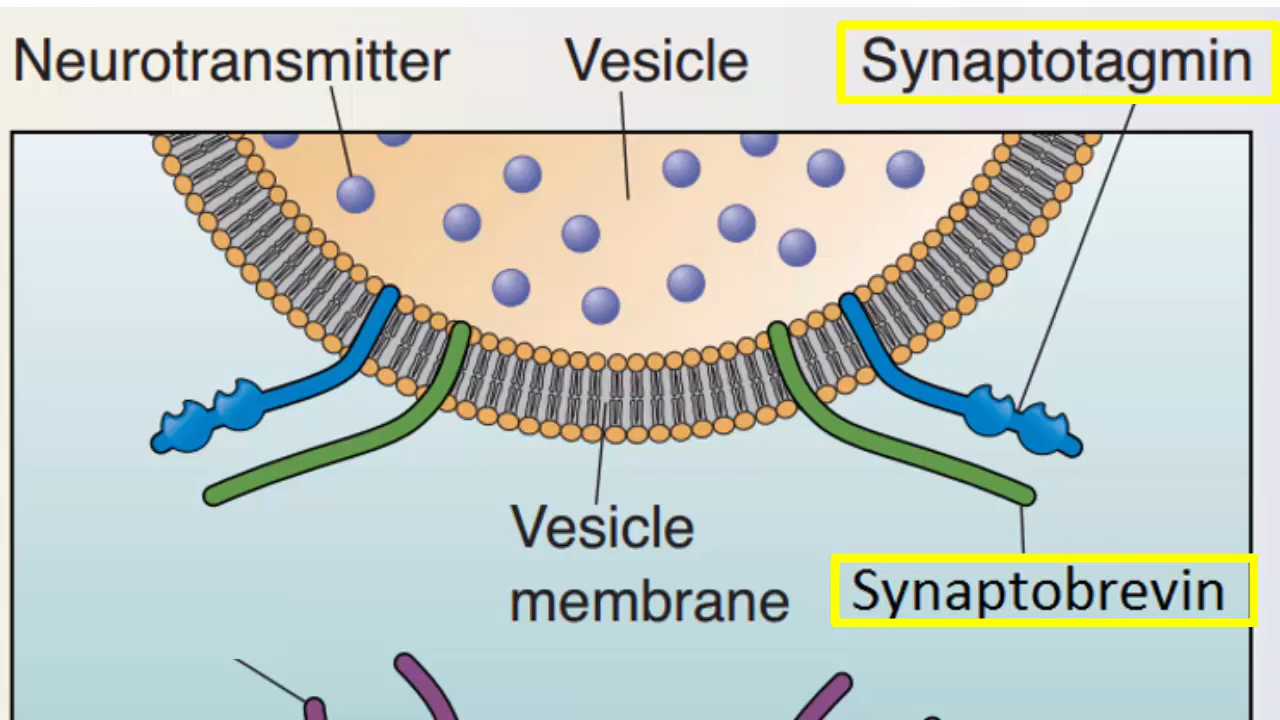 Neurotransmitter Vesicle Synaptotagmin
Vesicle
membrane
Synaptobrevin